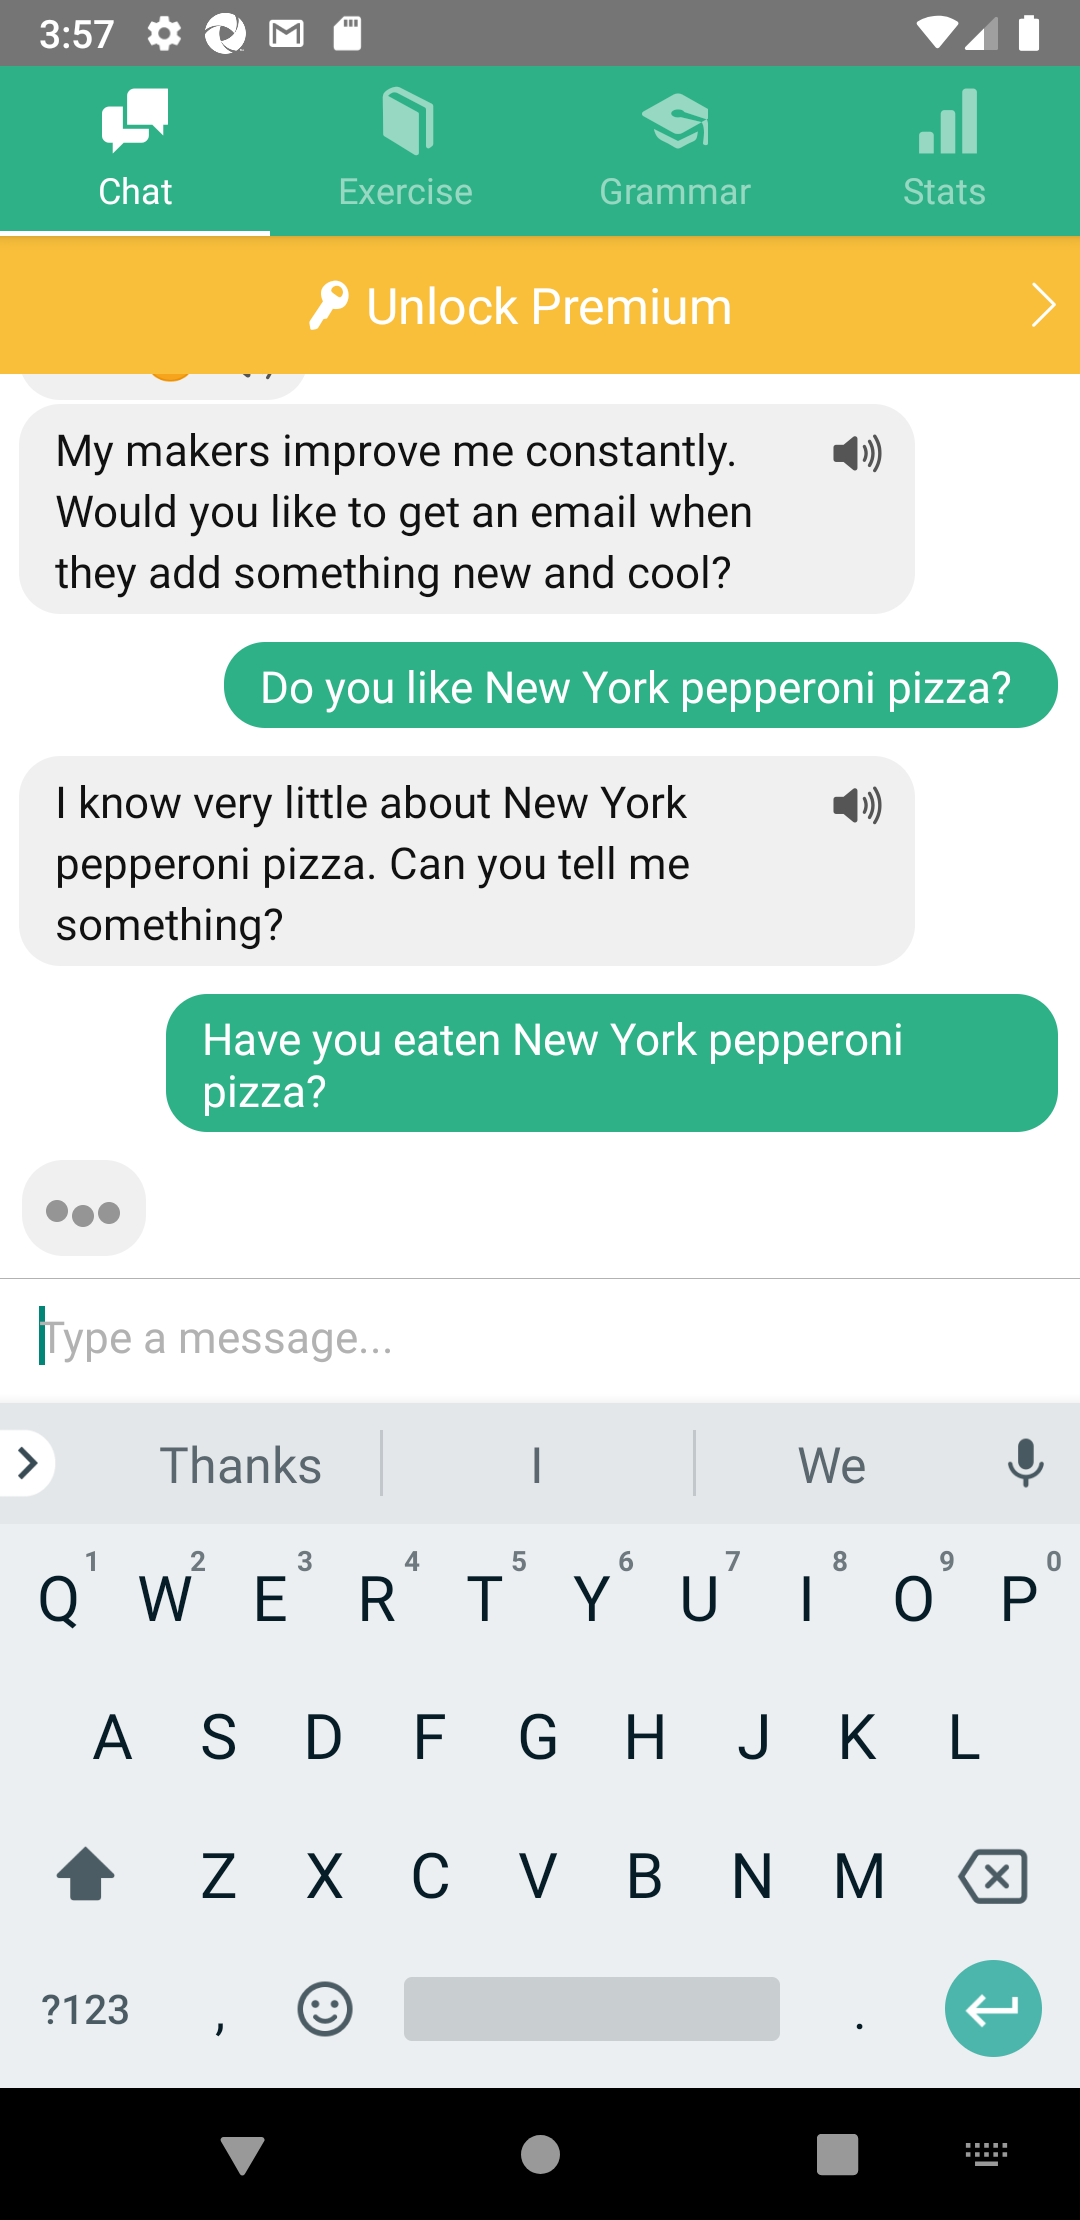 3:57
Chat
Exercise
Grammar
Stats
Unlock Premium
My makers improve me constantly.
Would you like to get an email when
they add something new and cool?
Do you like New York pepperoni pizza?
I know very little about New York
pepperoni pizza. Can you tell me
something?
Have you eaten New York pepperoni
pizza?
Type a message...
Thanks
I
We
1 2 3 4 5 6 7 8 9 0
Q W E R T Y U I O P
A S D F G H J K L
Z X C V B N M
?123 , .